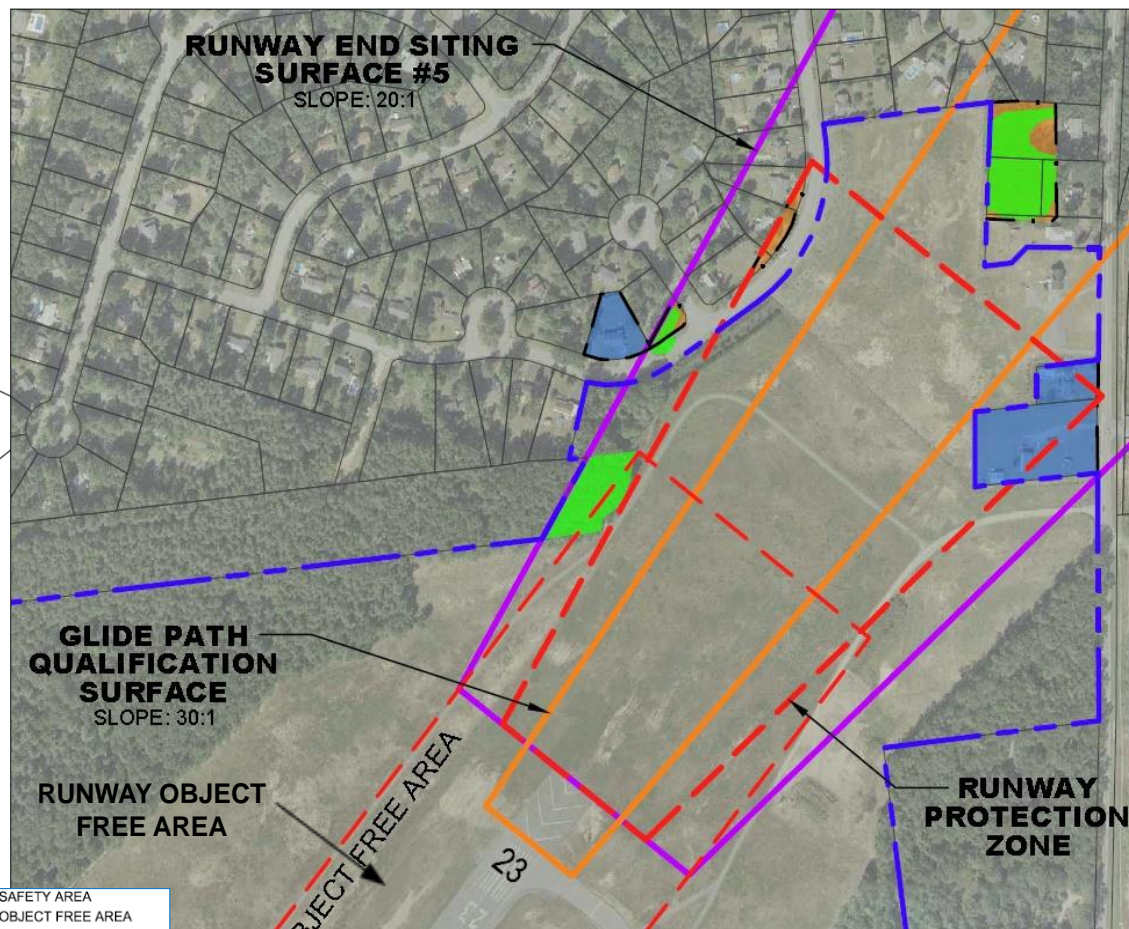 RUNWAY END SITING
SURFACE #5
SLOPE: 20:1
GLIDE PATH
QUALIFICATION
SURFACE
SLOPE: 30:1
RUNWAY OBJECT
FREE AREA
OBJECT FREE AREA
23
RUNWAY
PROTECTION
ZONE
SAFETY AREA
OBJECT FREE AREA